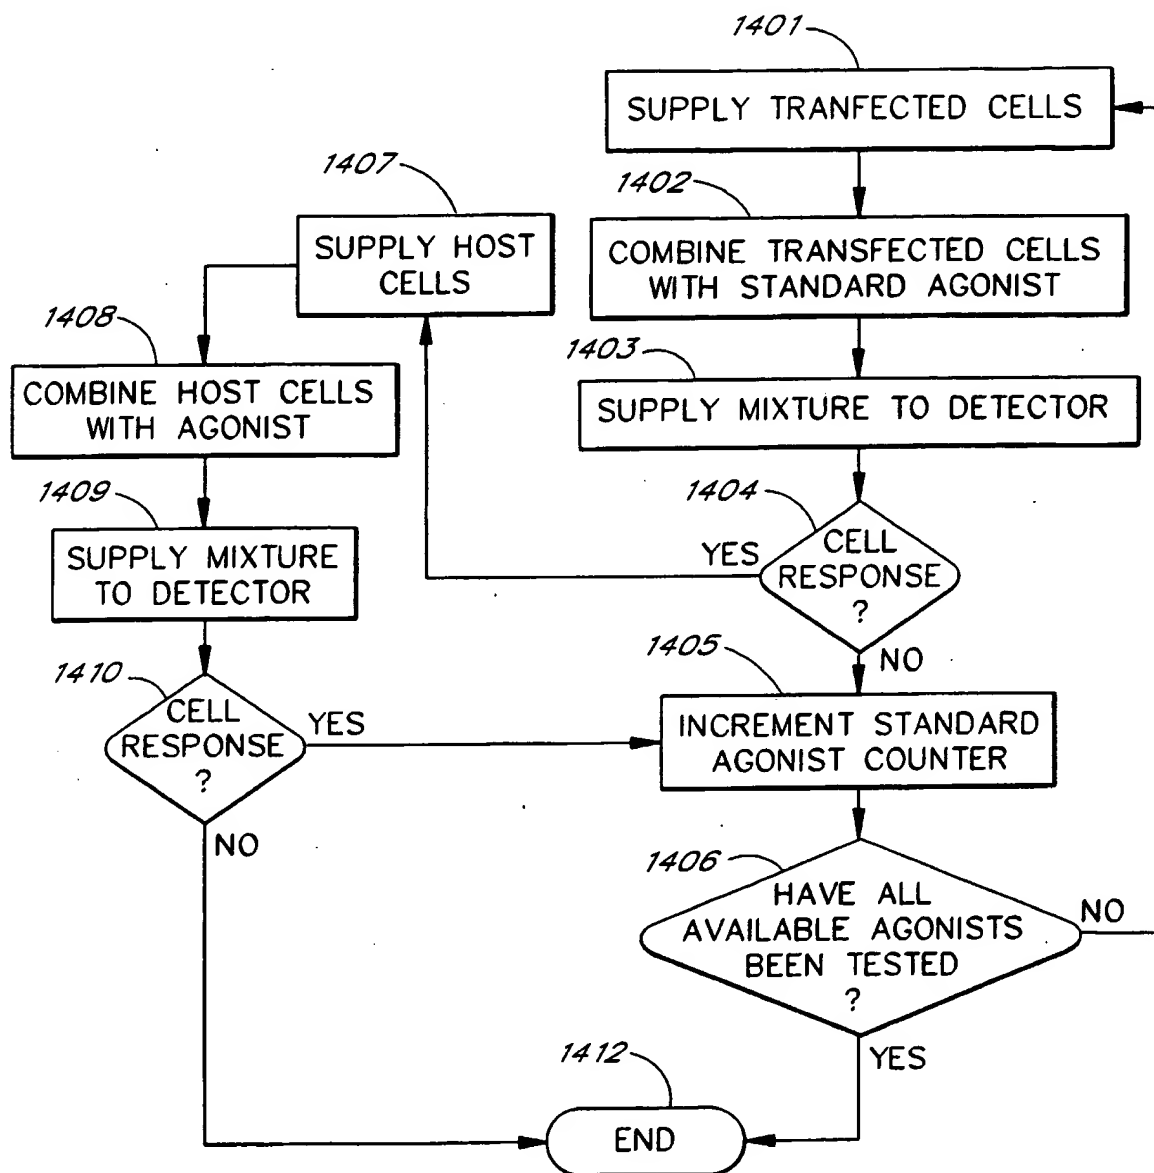 1401
SUPPLY TRANFECTED CELLS
1402
COMBINE TRANSFECTED CELLS
WITH STANDARD AGONIST
1403
SUPPLY MIXTURE TO DETECTOR
1404
CELL
RESPONSE
?
YES
NO
1407
SUPPLY HOST
CELLS
1408
COMBINE HOST CELLS
WITH AGONIST
1409
SUPPLY MIXTURE
TO DETECTOR
1410
CELL
RESPONSE
?
YES
NO
1405
INCREMENT STANDARD
AGONIST COUNTER
1406
HAVE ALL
AVAILABLE AGONISTS
BEEN TESTED
?
NO
YES
1412
END